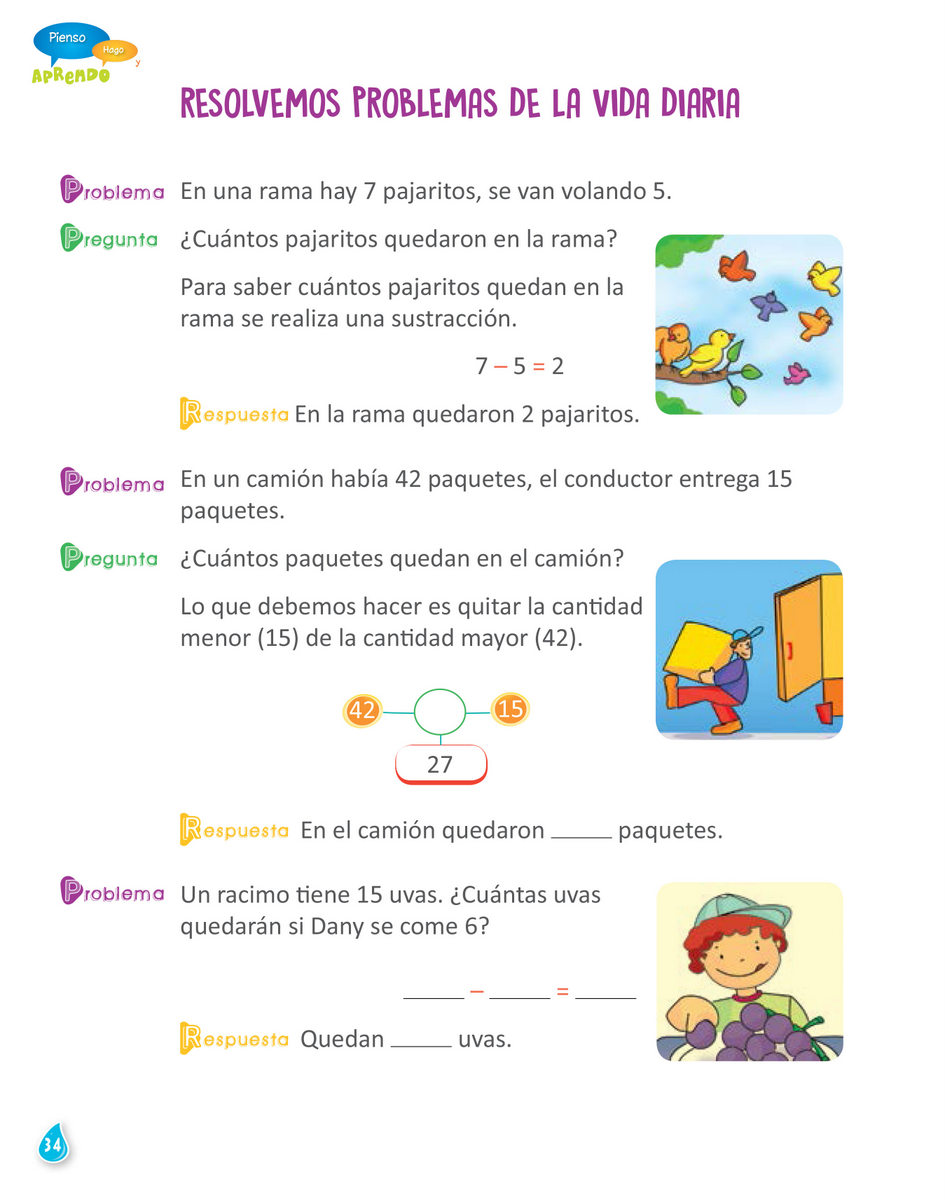 Pienso
Hago
y
APRENDO
RESOLVEMOS PROBLEMAS DE LA VIDA DIARIA
Problema En una rama hay 7 pajaritos, se van volando 5.
Pregunta ¿Cuántos pajaritos quedaron en la rama?
Para saber cuántos pajaritos quedan en la
rama se realiza una sustracción.
7 – 5 = 2
Respuesta En la rama quedaron 2 pajaritos.
Problema En un camión había 42 paquetes, el conductor entrega 15
paquetes.
Pregunta ¿Cuántos paquetes quedan en el camión?
Lo que debemos hacer es quitar la cantidad
menor (15) de la cantidad mayor (42).
42 15
27
Respuesta En el camión quedaron _____ paquetes.
Problema Un racimo tiene 15 uvas. ¿Cuántas uvas
quedarán si Dany se come 6?
_____ – _____ = _____
Respuesta Quedan _____ uvas.
34